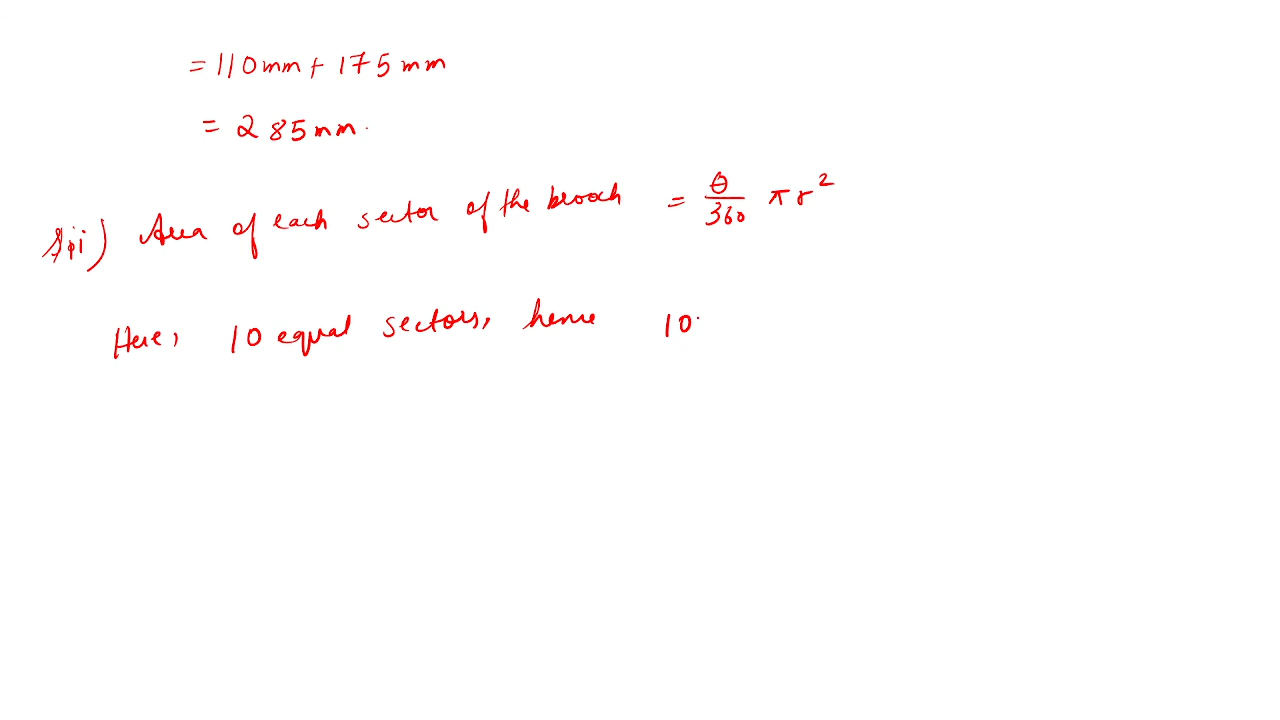 = 110 mm + 175 mm
= 285 mm.
ii) Area of each sector of the brooch = θ/360 πr²
Here, 10 equal sectors, hence 10